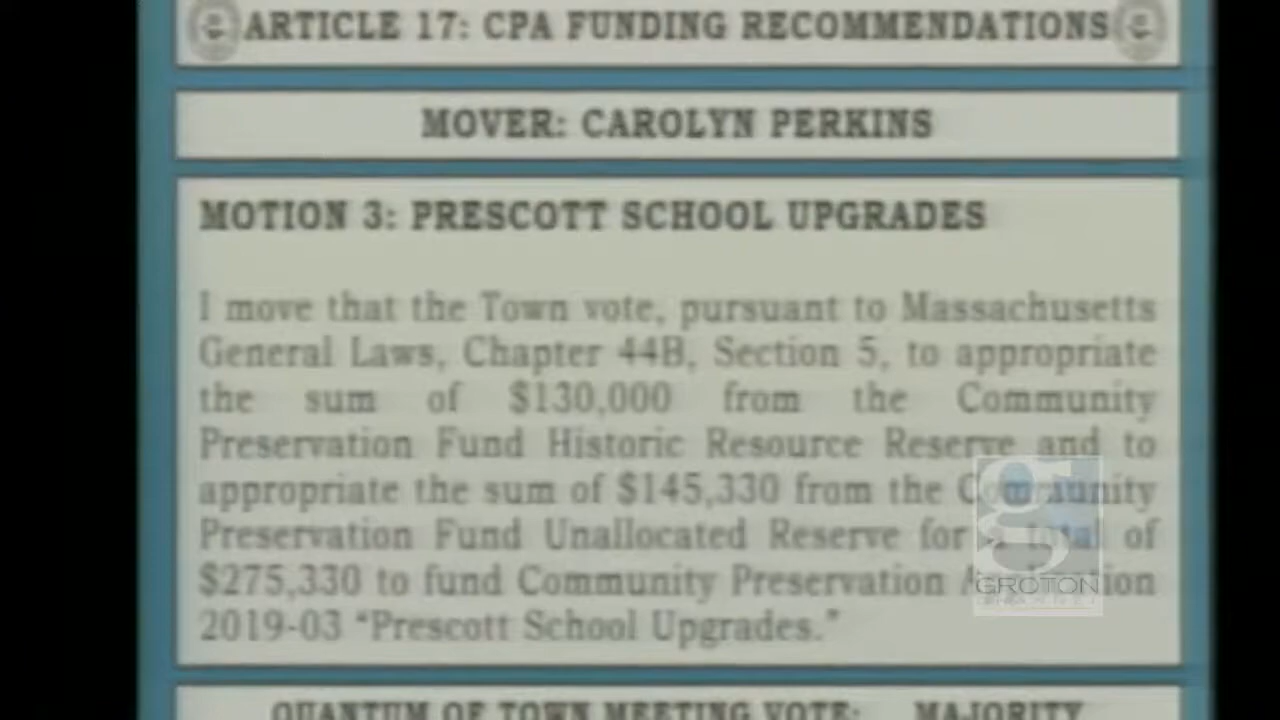 ARTICLE 17: CPA FUNDING RECOMMENDATIONS
MOVER: CAROLYN PERKINS
MOTION 3: PRESCOTT SCHOOL UPGRADES
I move that the Town vote, pursuant to Massachusetts
General Laws, Chapter 44B, Section 5, to appropriate
the sum of $130,000 from the Community
Preservation Fund Historic Resource Reserve and to
appropriate the sum of $145,330 from the Community
Preservation Fund Unallocated Reserve for a total of
$275,330 to fund Community Preservation
2019-03 “Prescott School Upgrades.”
g
GROTON
QUANTUM OF TOWN MEETING VOTE: MAJORITY